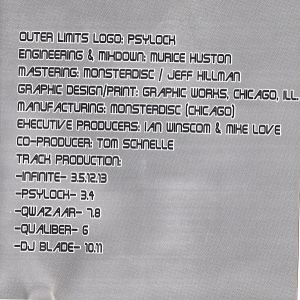 OUTER LIMITS LOGO: PSYLOCK
ENGINEERING & MIXDOWN: MURICE HUSTON
MASTERING: MONSTERDISC / JEFF HILLMAN
GRAPHIC DESIGN/PRINT: GRAPHIC WORKS, CHICAGO, ILL.
MANUFACTURING: MONSTERDISC (CHICAGO)
EXECUTIVE PRODUCERS: IAN WINSCOM & MIKE LOVE
CO-PRODUCER: TOM SCHNELLE
TRACK PRODUCTION:
-INFINITE- 3.5.12.13
-PSYLOCK- 3.4
-QWAZAAR- 7.8
-QUALIBER- 6
-DJ BLADE- 10.11